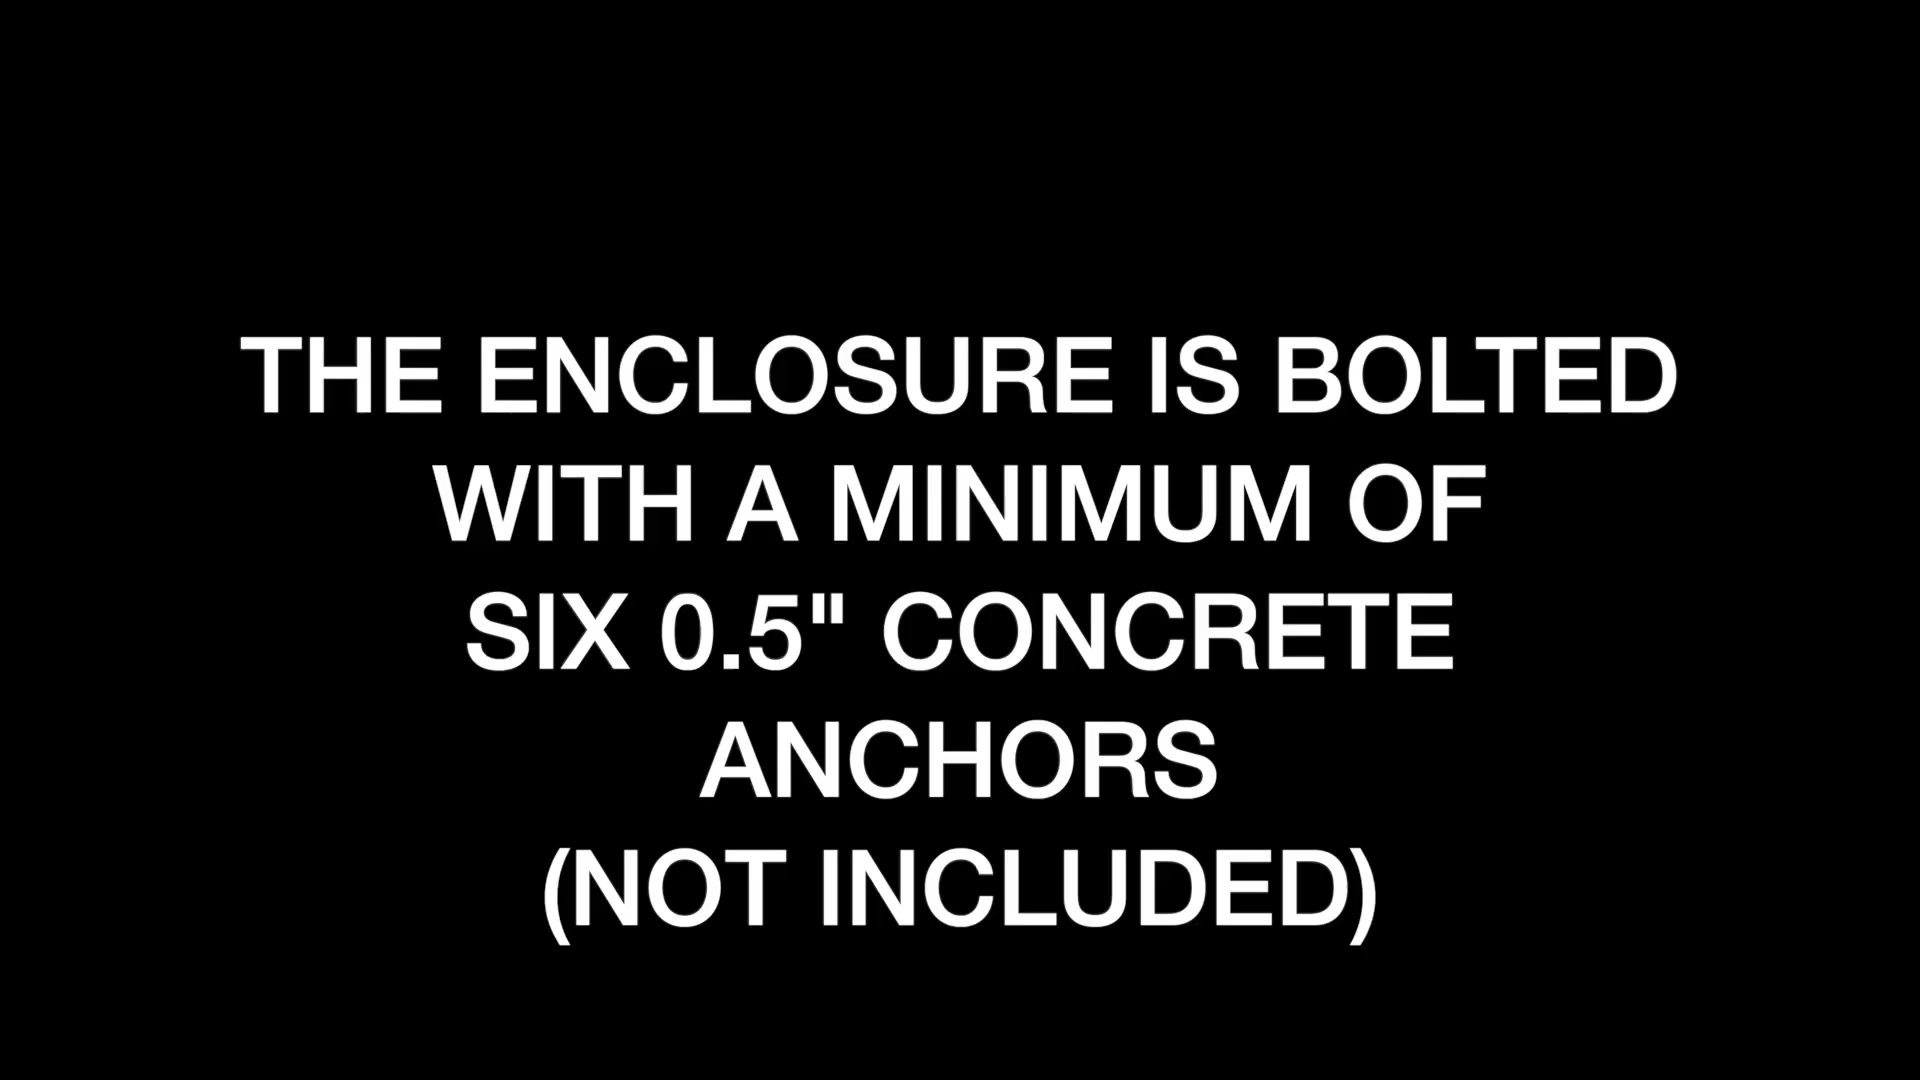 THE ENCLOSURE IS BOLTED
WITH A MINIMUM OF
SIX 0.5" CONCRETE
ANCHORS
(NOT INCLUDED)